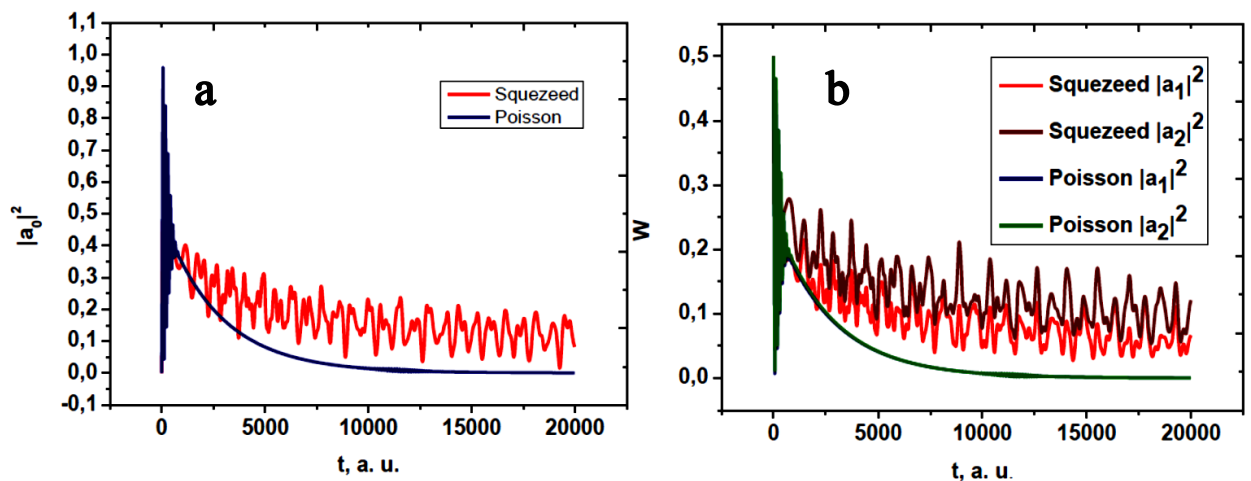 1,1
1,0
0,9
0,8
0,7
0,6
0,5
0,4
0,3
0,2
0,1
0,0
-0,1
|a0|^2
a
Squezeed
Poisson
0
5000
10000
15000
20000
t, a. u.
0,5
0,4
0,3
0,2
0,1
0,0
W
b
Squezeed |a1|^2
Squezeed |a2|^2
Poisson |a1|^2
Poisson |a2|^2
0
5000
10000
15000
20000
t, a. u.